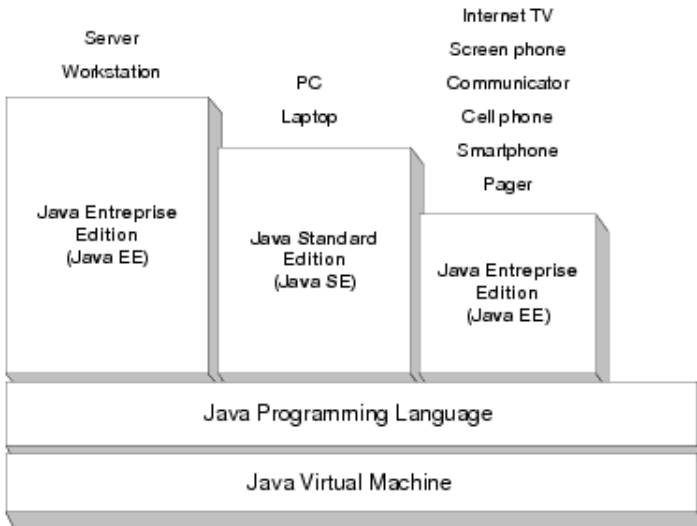 Server
Workstation
PC
Laptop
Internet TV
Screen phone
Communicator
Cell phone
Smartphone
Pager
Java Entreprise
Edition
(Java EE)
Java Standard
Edition
(Java SE)
Java Entreprise
Edition
(Java EE)
Java Programming Language
Java Virtual Machine